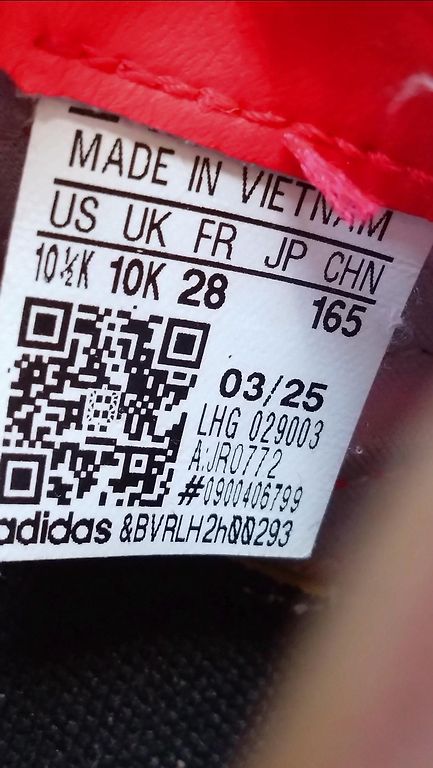 MADE IN VIETNAM
US UK FR JP CHN
10½K 10K 28 165
03/25
LHG 029003
A:JR0772
#0900406799
adidas &BVRLH2h00293